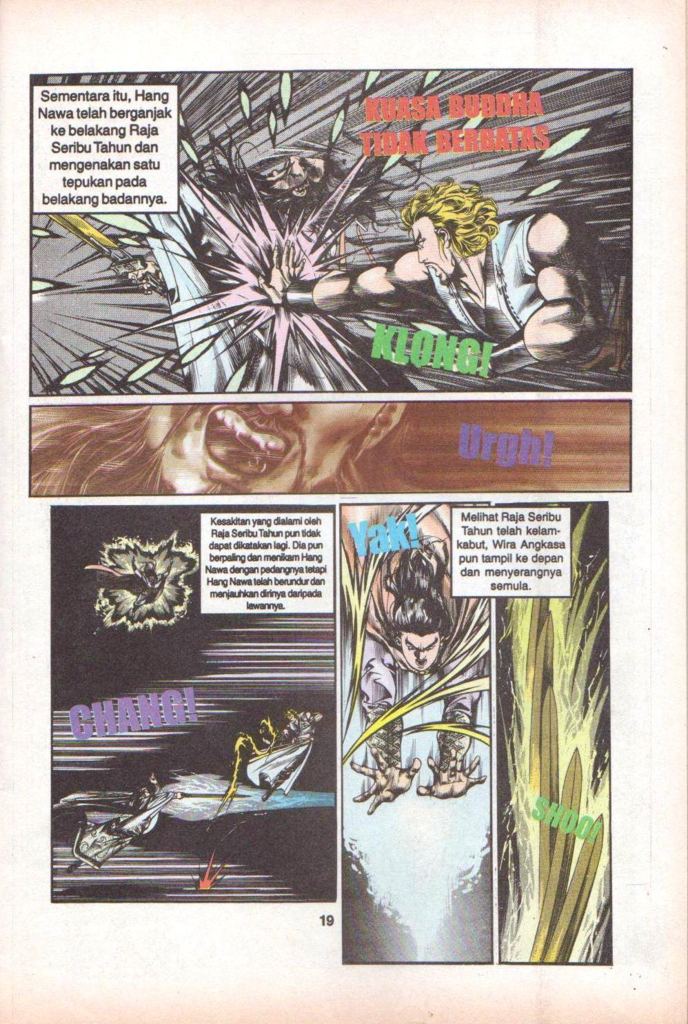 Sementara itu, Hang
Nawa telah berganjak
ke belakang Raja
Seribu Tahun dan
mengenakan satu
tepukan pada
belakang badannya.
KUASA BUDDHA
TIDAK BERBATAS
KLONG!
Urgh!
Kesakitan yang dialami oleh
Raja Seribu Tahun pun tidak
dapat dikatakan lagi. Dia pun
berpaling dan menikam Hang
Nawa dengan pedangnya tetapi
Hang Nawa telah berundur dan
menjauhkan dirinya daripada
lawannya.
CHANG!
Yak!
Melihat Raja Seribu
Tahun telah kelam-
kabut, Wira Angkasa
pun tampil ke depan
dan menyerangnya
semula.
SHOO!
19